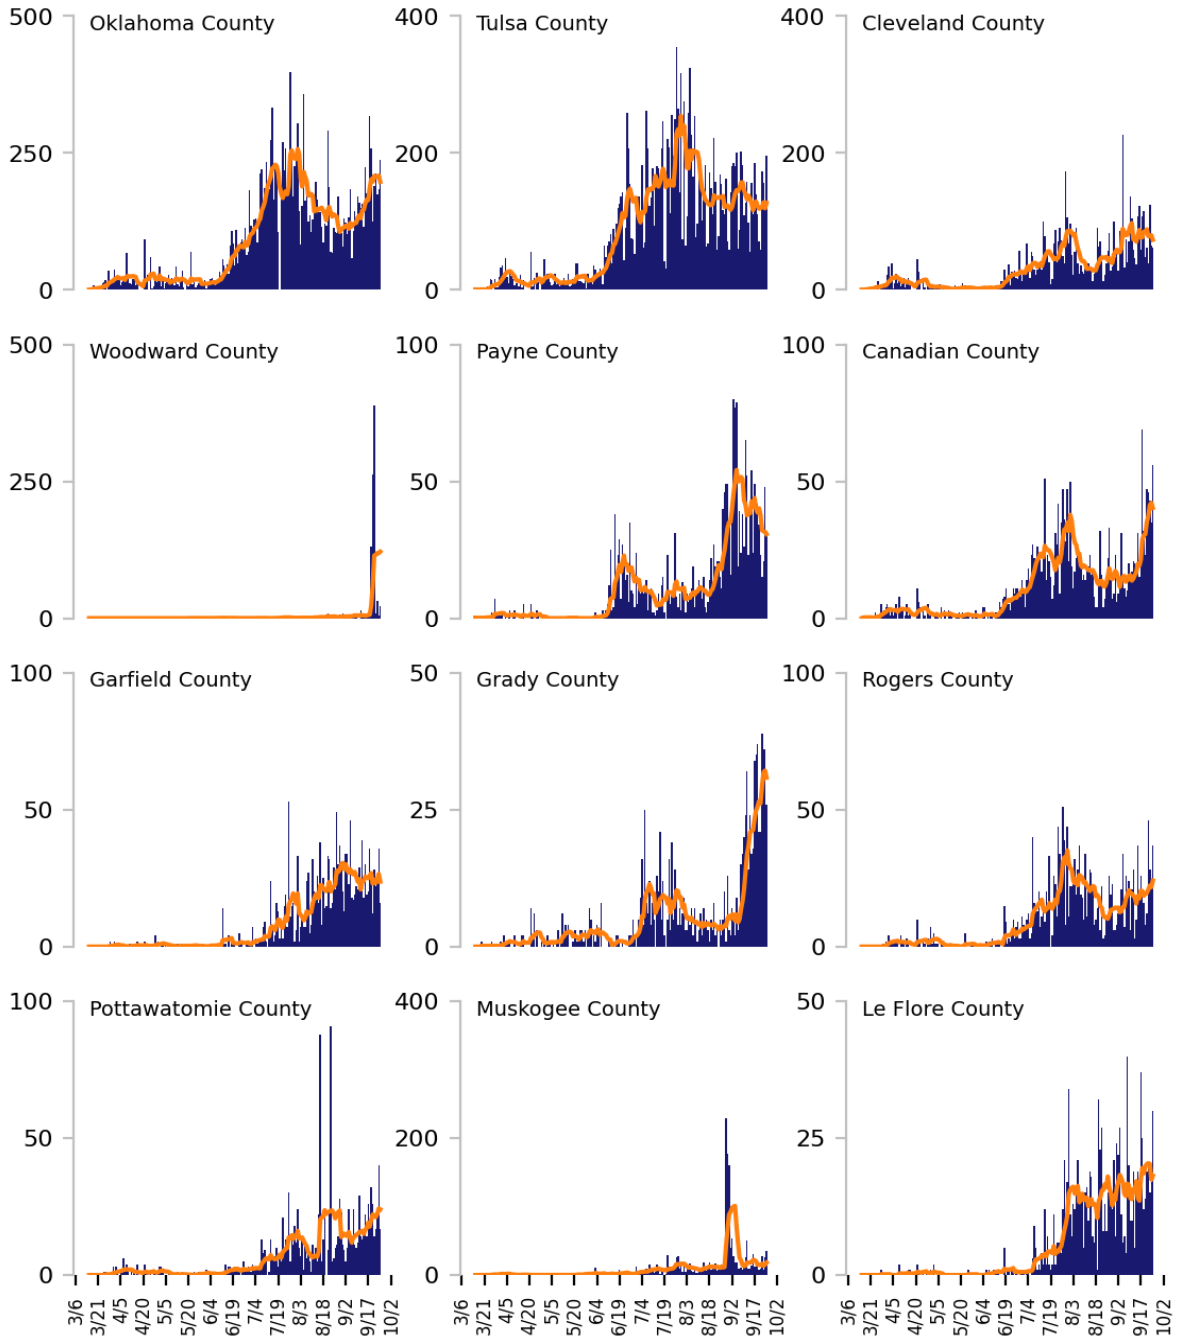 500 Oklahoma County 400 Tulsa County 400 Cleveland County
250 200 200
0 0 0
500 Woodward County 100 Payne County 100 Canadian County
250 50 50
0 0 0
100 Garfield County 50 Grady County 100 Rogers County
50 25 50
0 0 0
100 Pottawatomie County 400 Muskogee County 50 Le Flore County
50 200 25
0 0 0
3/6 3/21 4/5 4/20 5/5 5/20 6/4 6/19 7/4 7/19 8/3 8/18 9/2 9/17 10/2 3/6 3/21 4/5 4/20 5/5 5/20 6/4 6/19 7/4 7/19 8/3 8/18 9/2 9/17 10/2 3/6 3/21 4/5 4/20 5/5 5/20 6/4 6/19 7/4 7/19 8/3 8/18 9/2 9/17 10/2